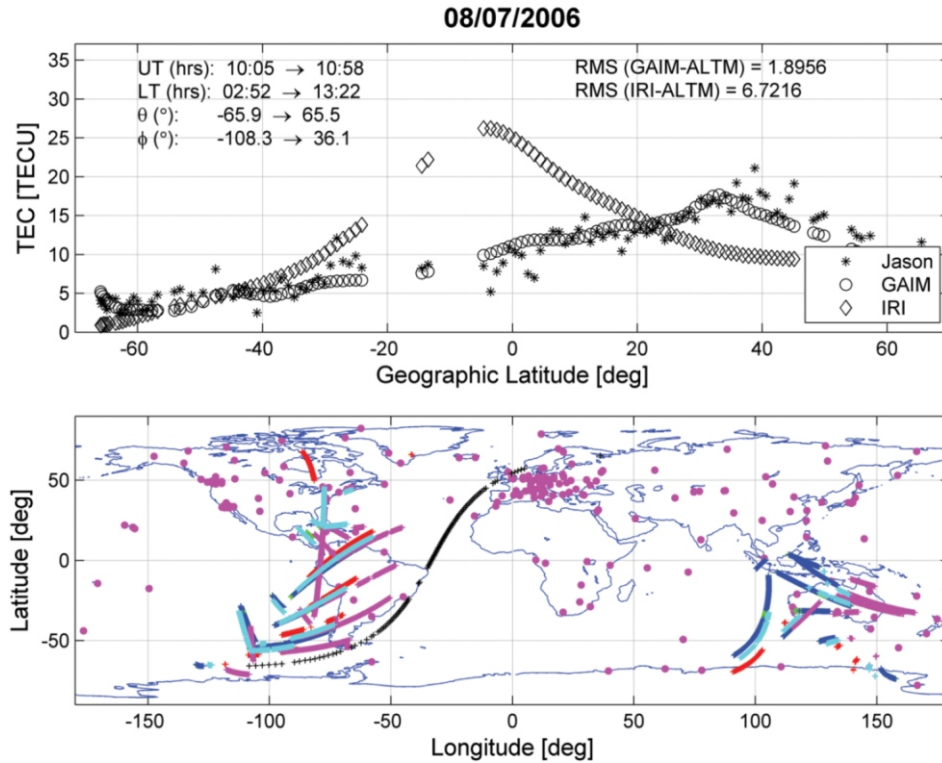 08/07/2006
UT (hrs): 10:05 → 10:58
LT (hrs): 02:52 → 13:22
θ (°): -65.9 → 65.5
ϕ (°): -108.3 → 36.1
RMS (GAIM-ALTM) = 1.8956
RMS (IRI-ALTM) = 6.7216
TEC [TECU]
35
30
25
20
15
10
5
0
Jason
GAIM
IRI
-60 -40 -20 0 20 40 60
Geographic Latitude [deg]
Latitude [deg]
50
0
-50
-150 -100 -50 0 50 100 150
Longitude [deg]